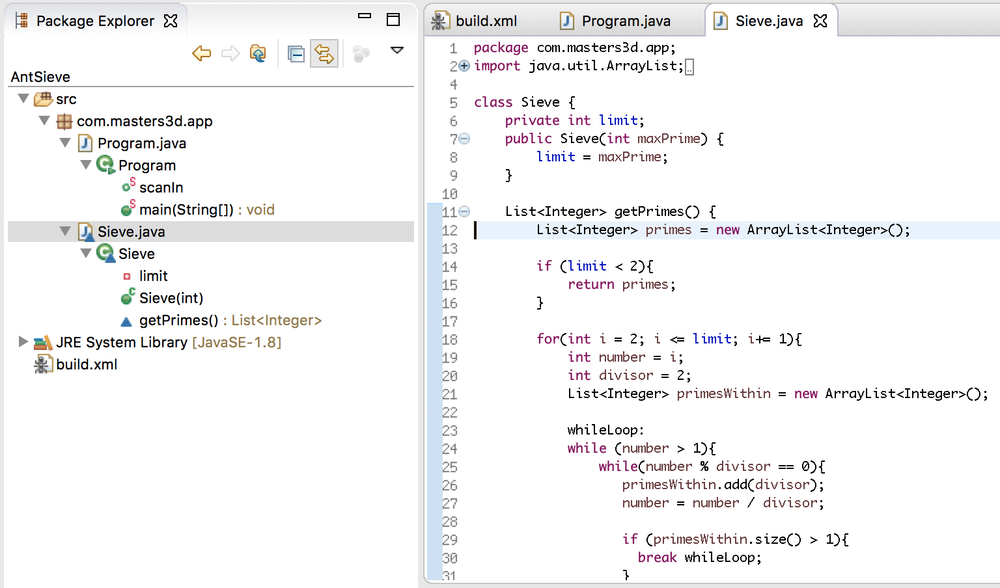 Package Explorer
AntSieve
src
com.masters3d.app
Program.java
Program
scanIn
main(String[]) : void
Sieve.java
Sieve
limit
Sieve(int)
getPrimes() : List<Integer>
JRE System Library [JavaSE-1.8]
build.xml
build.xml Program.java Sieve.java
1 package com.masters3d.app;
2 import java.util.ArrayList;
4
5 class Sieve {
6     private int limit;
7     public Sieve(int maxPrime) {
8         limit = maxPrime;
9     }
10
11     List<Integer> getPrimes() {
12         List<Integer> primes = new ArrayList<Integer>();
13
14         if (limit < 2){
15             return primes;
16         }
17
18         for(int i = 2; i <= limit; i+= 1){
19             int number = i;
20             int divisor = 2;
21             List<Integer> primesWithin = new ArrayList<Integer>();
22
23             whileLoop:
24             while (number > 1){
25                 while(number % divisor == 0){
26                    primesWithin.add(divisor);
27                    number = number / divisor;
28
29                    if (primesWithin.size() > 1){
30                      break whileLoop;
31                    }